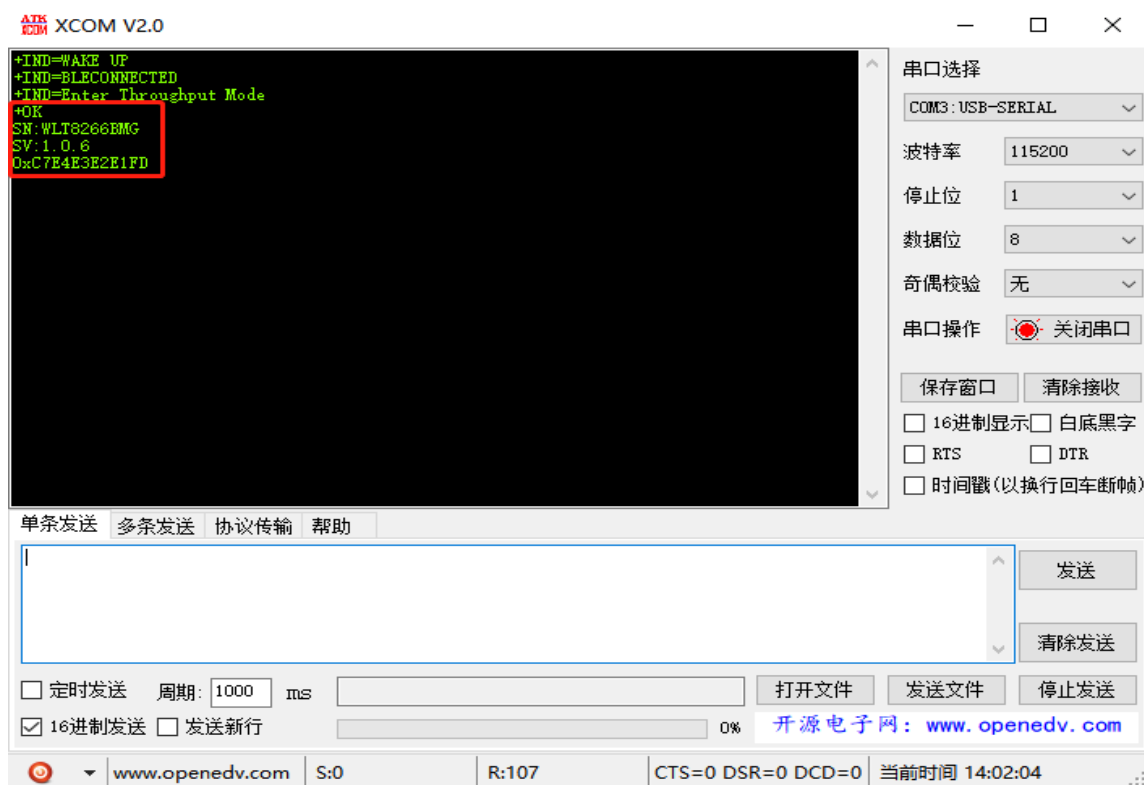 ATK
XCOM XCOM V2.0
+IND=WAKE UP
+IND=BLECONNECTED
+IND=Enter Throughput Mode
+OK
SN:WLT8266BMG
SV:1.0.6
0xC7E4E3E2E1FD
串口选择
COM3:USB-SERIAL
波特率 115200
停止位 1
数据位 8
奇偶校验 无
串口操作 关闭串口
保存窗口 清除接收
16进制显示 白底黑字
RTS DTR
时间戳(以换行回车断帧)
单条发送 多条发送 协议传输 帮助
发送
清除发送
定时发送 周期: 1000 ms 打开文件 发送文件 停止发送
16进制发送 发送新行 0% 开源电子网: www.openedv.com
www.openedv.com S:0 R:107 CTS=0 DSR=0 DCD=0 当前时间 14:02:04